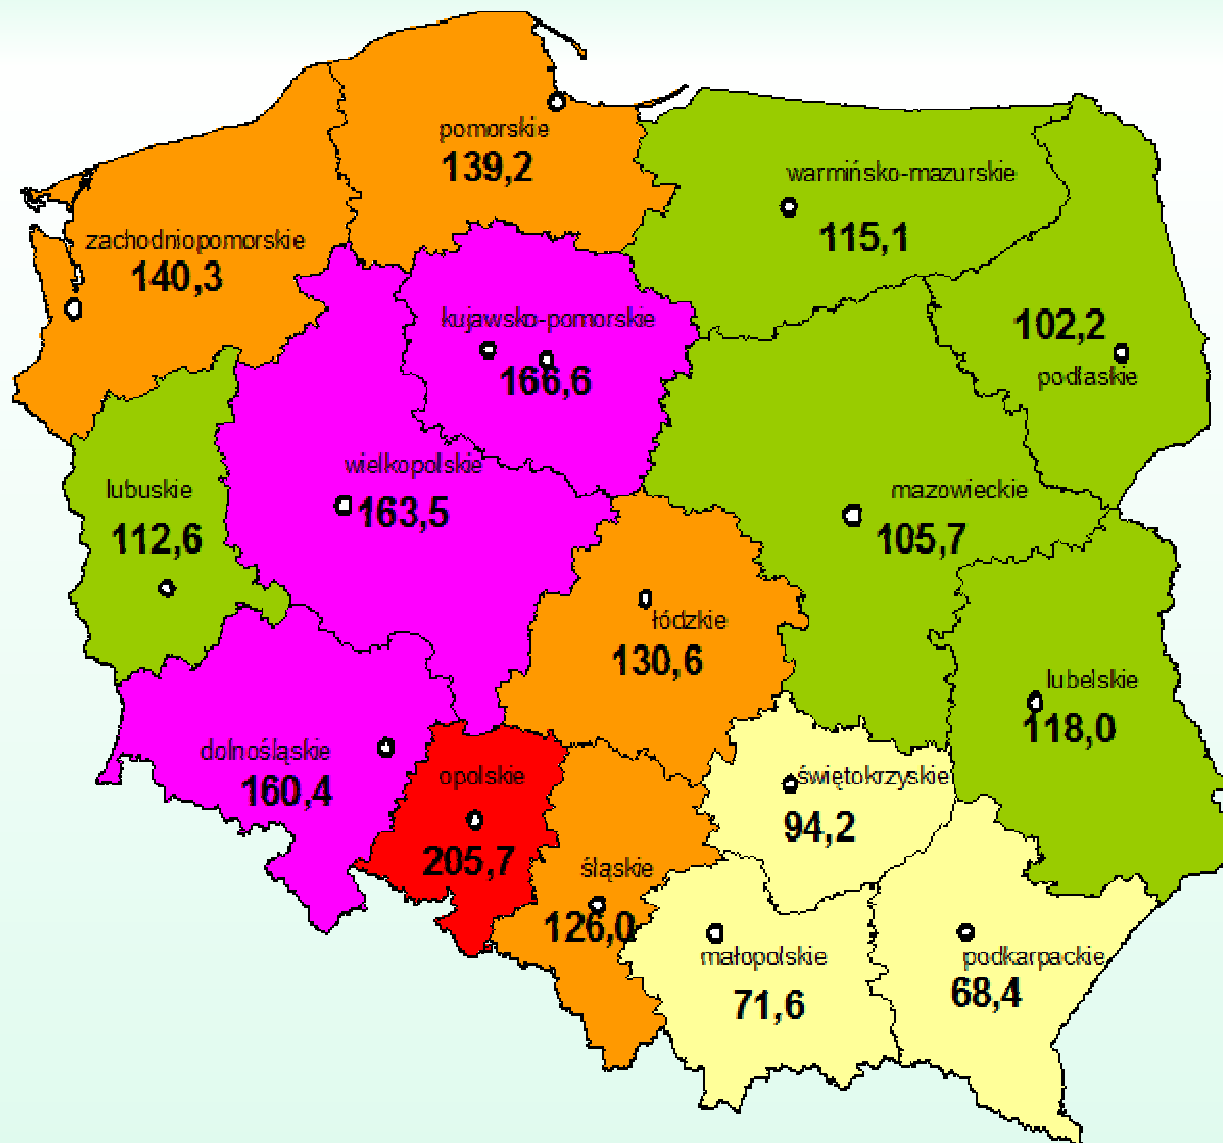 pomorskie
139,2
warmińsko-mazurskie
115,1
zachodniopomorskie
140,3
kujawsko-pomorskie
166,6
102,2
podlaskie
wielkopolskie
163,5
lubuskie
112,6
mazowieckie
105,7
łódzkie
130,6
lubelskie
118,0
dolnośląskie
160,4
opolskie
205,7
świętokrzyskie
94,2
śląskie
126,0
małopolskie
71,6
podkarpackie
68,4